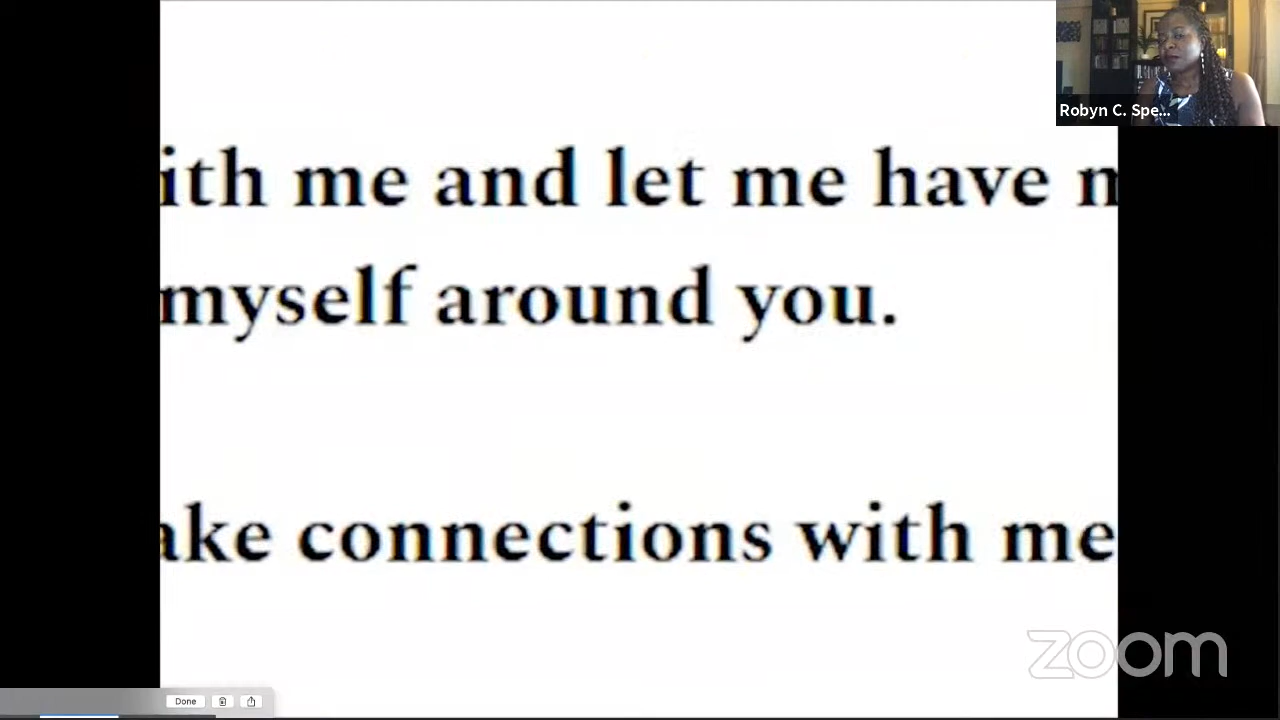 Robyn C. Spe...
ith me and let me have
myself around you.
ake connections with me
zoom
Done